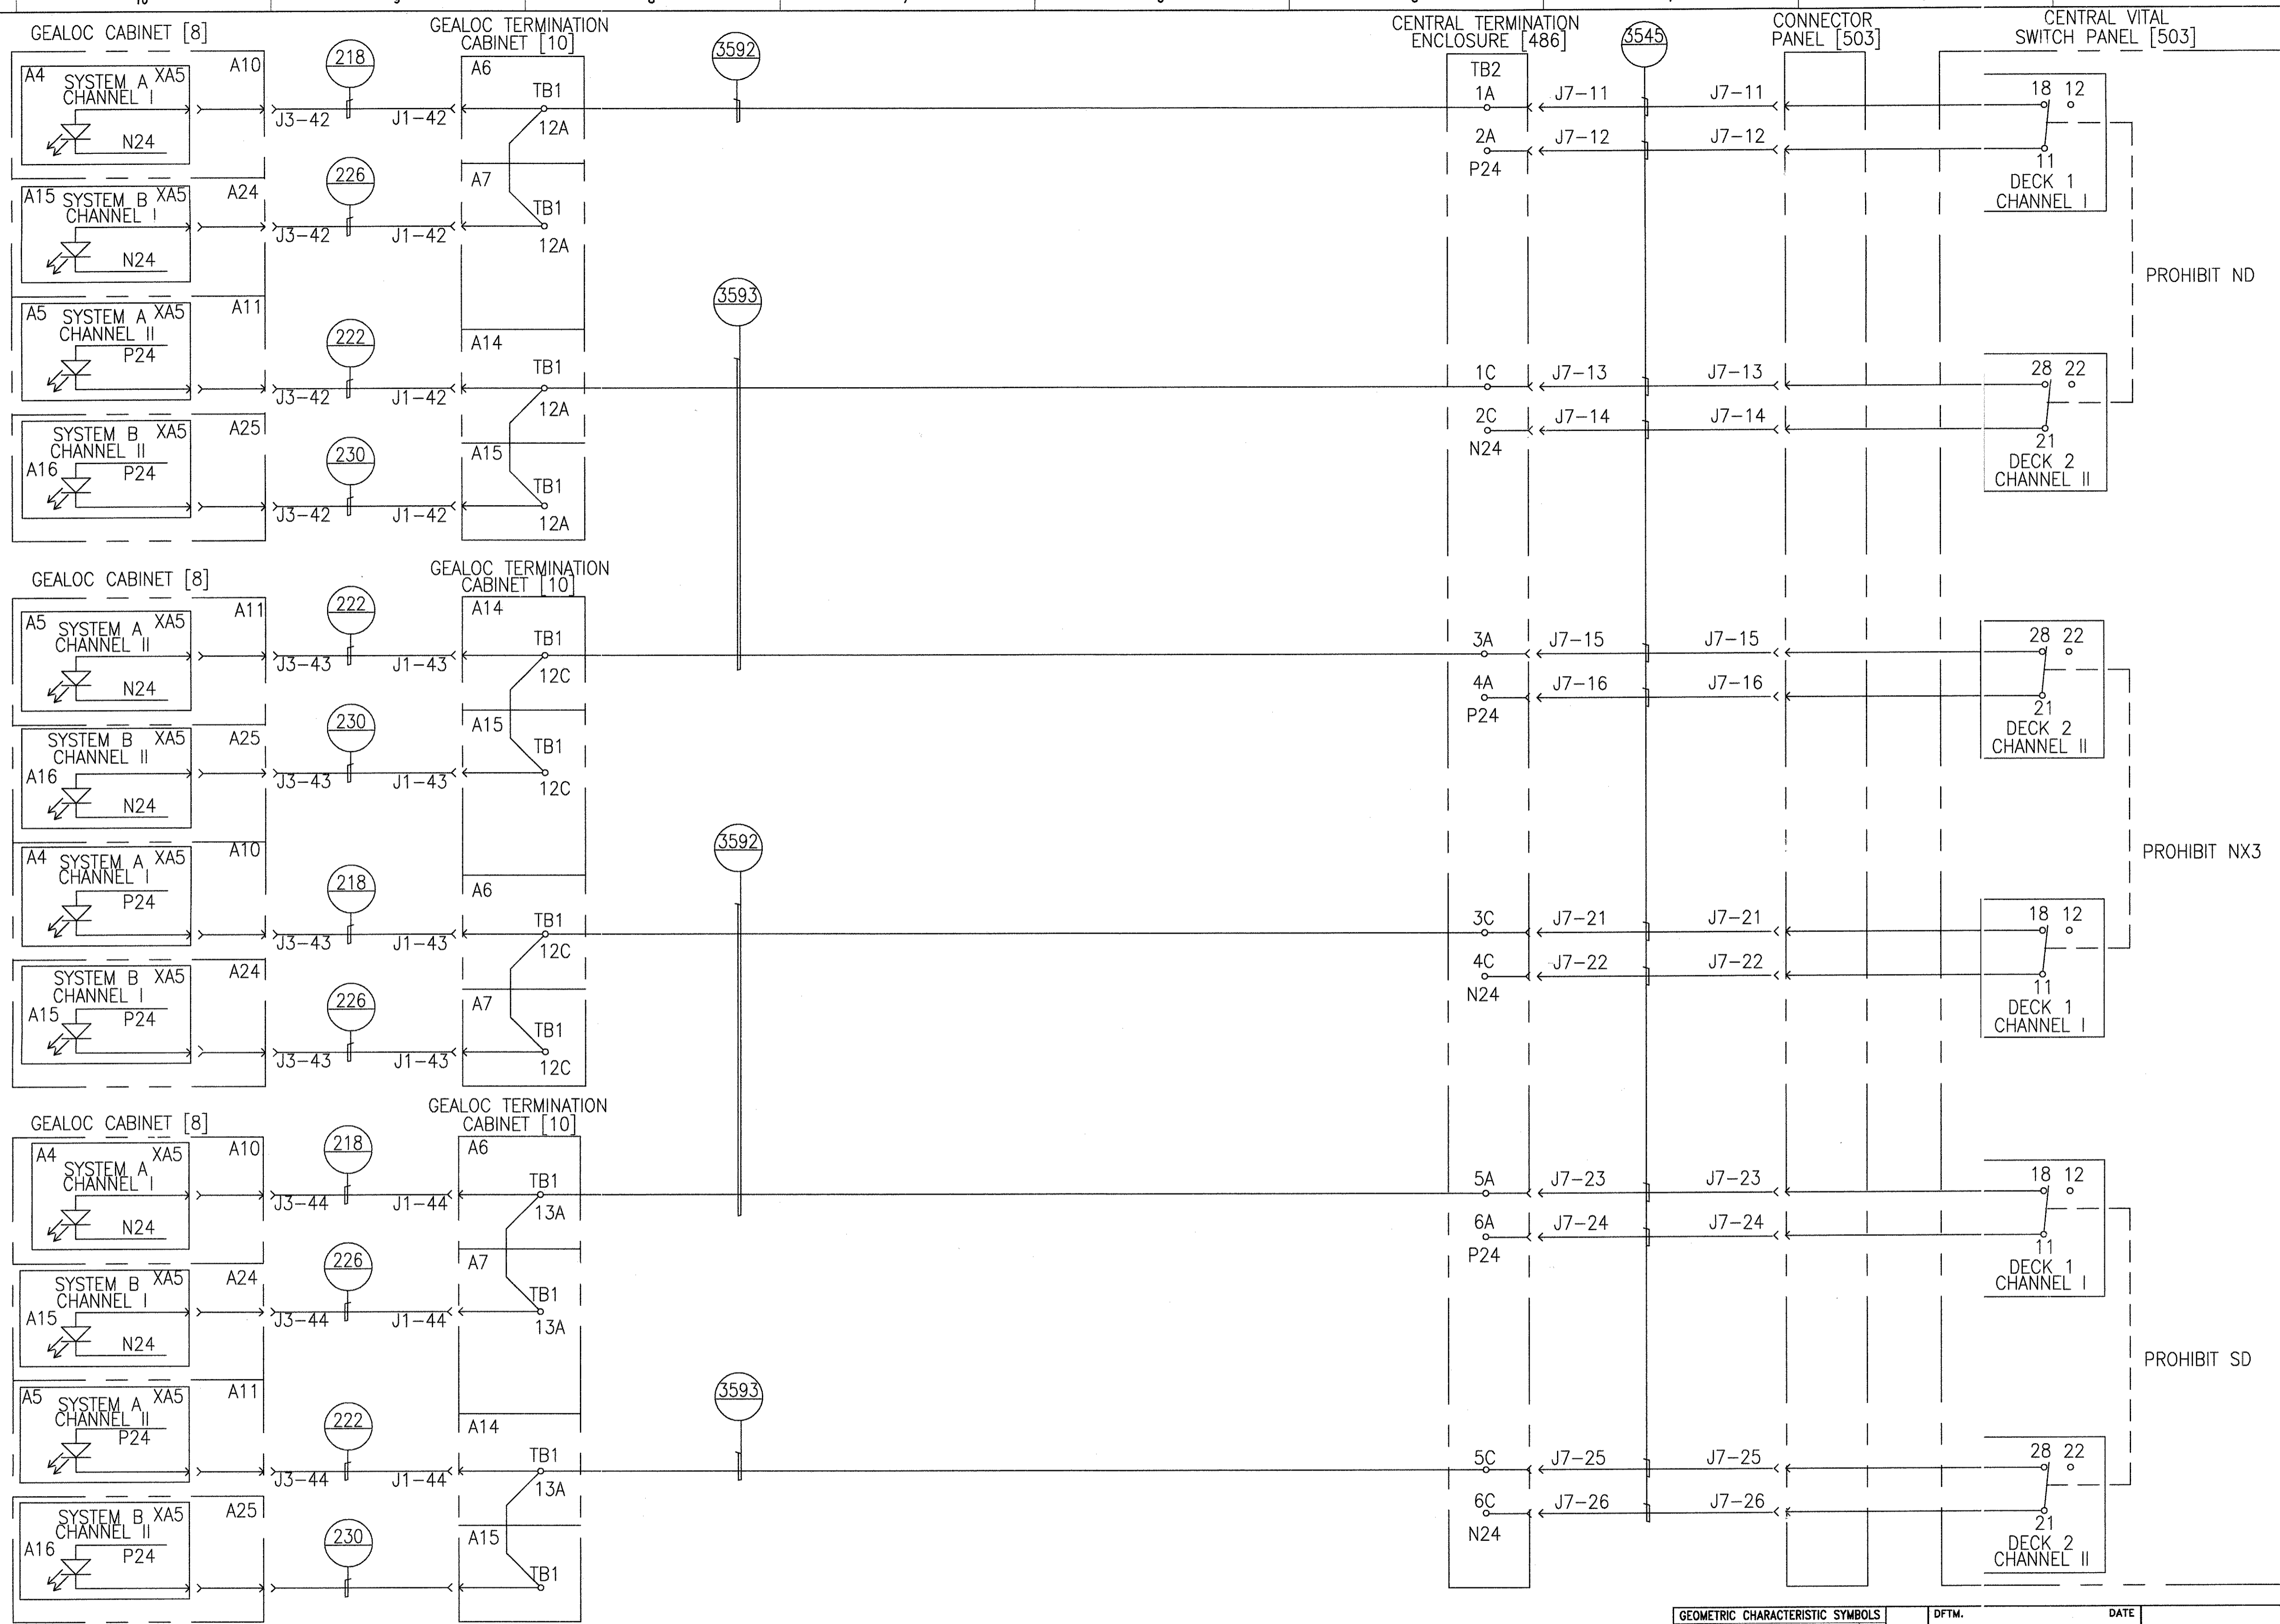 GEALOC CABINET [8]
GEALOC TERMINATION
CABINET [10]
CENTRAL TERMINATION
ENCLOSURE [486]
CONNECTOR
PANEL [503]
CENTRAL VITAL
SWITCH PANEL [503]
3592
3545
A4 SYSTEM A XA5 A10
CHANNEL I
N24
218
J3-42 J1-42
A6
TB1
12A
TB2
1A
J7-11 J7-11
2A
P24
J7-12 J7-12
18 12
11
DECK 1
CHANNEL I
A15 SYSTEM B XA5 A24
CHANNEL I
N24
226
J3-42 J1-42
A7
TB1
12A
PROHIBIT ND
3593
A5 SYSTEM A XA5 A11
CHANNEL II
P24
222
J3-42 J1-42
A14
TB1
12A
1C
J7-13 J7-13
2C
N24
J7-14 J7-14
28 22
21
DECK 2
CHANNEL II
SYSTEM B XA5 A25
CHANNEL II
A16 P24
230
J3-42 J1-42
A15
TB1
12A
GEALOC CABINET [8]
GEALOC TERMINATION
CABINET [10]
A5 SYSTEM A XA5 A11
CHANNEL II
N24
222
J3-43 J1-43
A14
TB1
12C
3A
J7-15 J7-15
4A
P24
J7-16 J7-16
28 22
21
DECK 2
CHANNEL II
SYSTEM B XA5 A25
CHANNEL II
A16
N24
230
J3-43 J1-43
A15
TB1
12C
PROHIBIT NX3
3592
A4 SYSTEM A XA5 A10
CHANNEL I
P24
218
J3-43 J1-43
A6
TB1
12C
3C
J7-21 J7-21
4C
N24
J7-22 J7-22
18 12
11
DECK 1
CHANNEL I
SYSTEM B XA5 A24
CHANNEL I
A15 P24
226
J3-43 J1-43
A7
TB1
12C
GEALOC CABINET [8]
GEALOC TERMINATION
CABINET [10]
A4 SYSTEM A XA5 A10
CHANNEL I
N24
218
J3-44 J1-44
A6
TB1
13A
5A
J7-23 J7-23
6A
P24
J7-24 J7-24
18 12
11
DECK 1
CHANNEL I
SYSTEM B XA5 A24
CHANNEL I
A15
N24
226
J3-44 J1-44
A7
TB1
13A
PROHIBIT SD
3593
A5 SYSTEM A XA5 A11
CHANNEL II
P24
222
J3-44 J1-44
A14
TB1
13A
5C
J7-25 J7-25
6C
N24
J7-26 J7-26
28 22
21
DECK 2
CHANNEL II
SYSTEM B XA5 A25
CHANNEL II
A16 P24
230
A15
TB1
GEOMETRIC CHARACTERISTIC SYMBOLS
DFTM. DATE